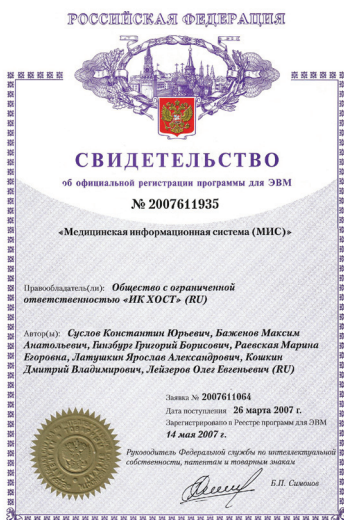 РОССИЙСКАЯ ФЕДЕРАЦИЯ
СВИДЕТЕЛЬСТВО
об официальной регистрации программы для ЭВМ
№ 2007611935
«Медицинская информационная система (МИС)»
Правообладатель(ли): Общество с ограниченной
ответственностью «ИК ХОСТ» (RU)
Автор(ы): Суслов Константин Юрьевич, Баженов Максим
Анатольевич, Гинзбург Григорий Борисович, Раевская Марина
Егоровна, Латушкин Ярослав Александрович, Кошкин
Дмитрий Владимирович, Лейзеров Олег Евгеньевич (RU)
Заявка № 2007611064
Дата поступления 26 марта 2007 г.
Зарегистрировано в Реестре программ для ЭВМ
14 мая 2007 г.
Руководитель Федеральной службы по интеллектуальной
собственности, патентам и товарным знакам
Б.П. Симонов